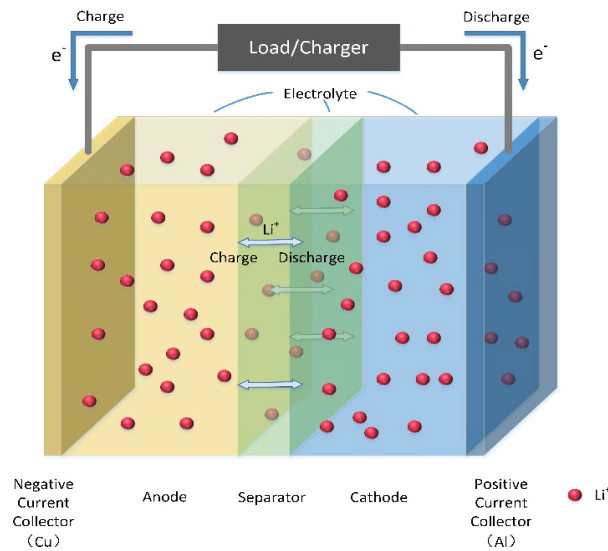 Charge
Discharge
e⁻
Load/Charger
e⁻
Electrolyte
Li⁺
Charge
Discharge
Negative
Current
Collector
（Cu）
Anode
Separator
Cathode
Positive
Current
Collector
（Al）
Li⁺